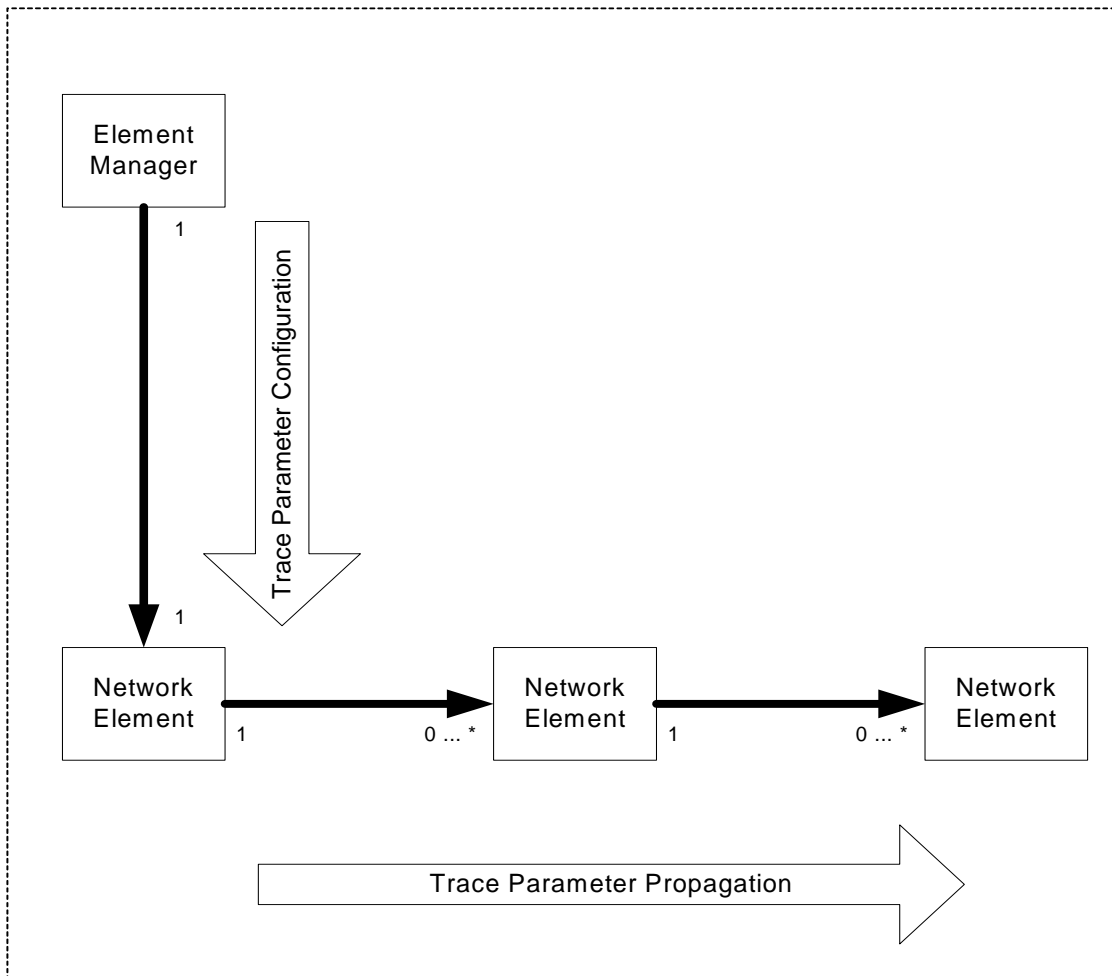 Element
Manager
1
Trace Parameter Configuration
1
Network
Element
1
0 ... *
Network
Element
1
0 ... *
Network
Element
Trace Parameter Propagation